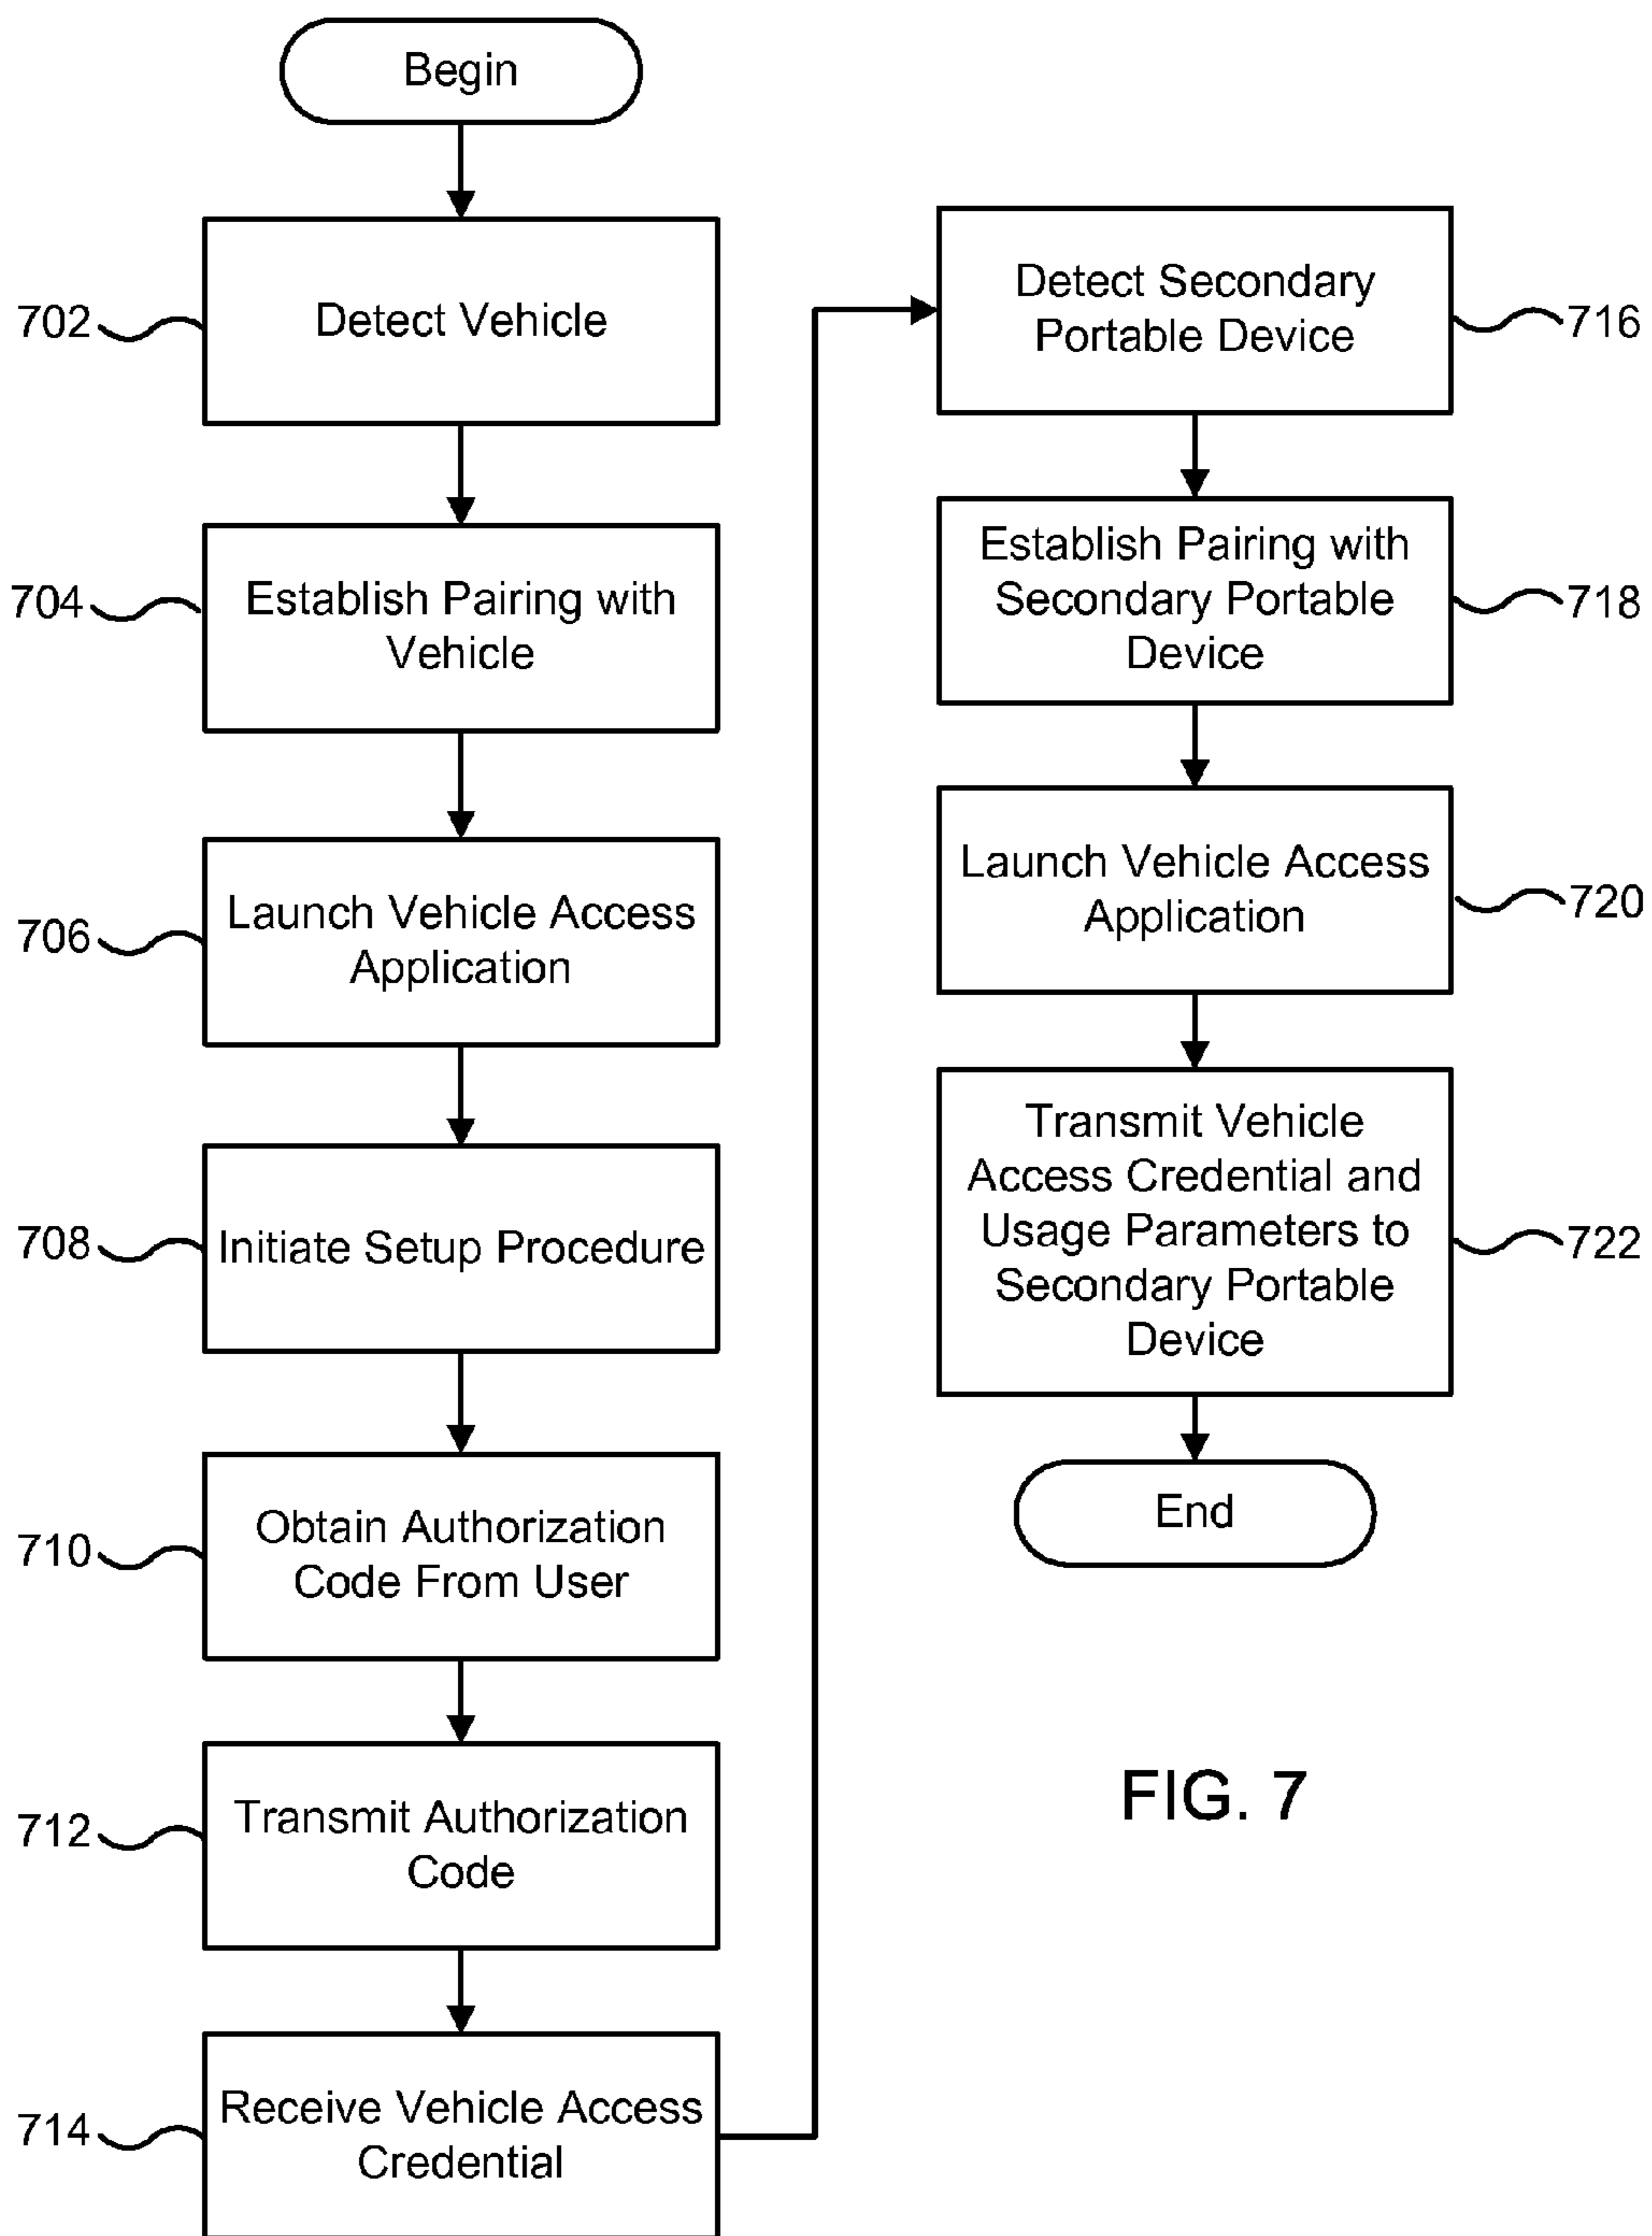 Begin
702
Detect Vehicle
704
Establish Pairing with
Vehicle
706
Launch Vehicle Access
Application
708
Initiate Setup Procedure
710
Obtain Authorization
Code From User
712
Transmit Authorization
Code
714
Receive Vehicle Access
Credential
Detect Secondary
Portable Device
716
Establish Pairing with
Secondary Portable
Device
718
Launch Vehicle Access
Application
720
Transmit Vehicle
Access Credential and
Usage Parameters to
Secondary Portable
Device
722
End
FIG. 7